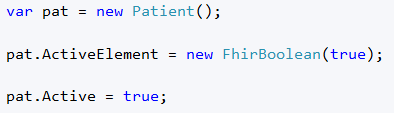 var pat = new Patient();
pat.ActiveElement = new FhirBoolean(true);
pat.Active = true;